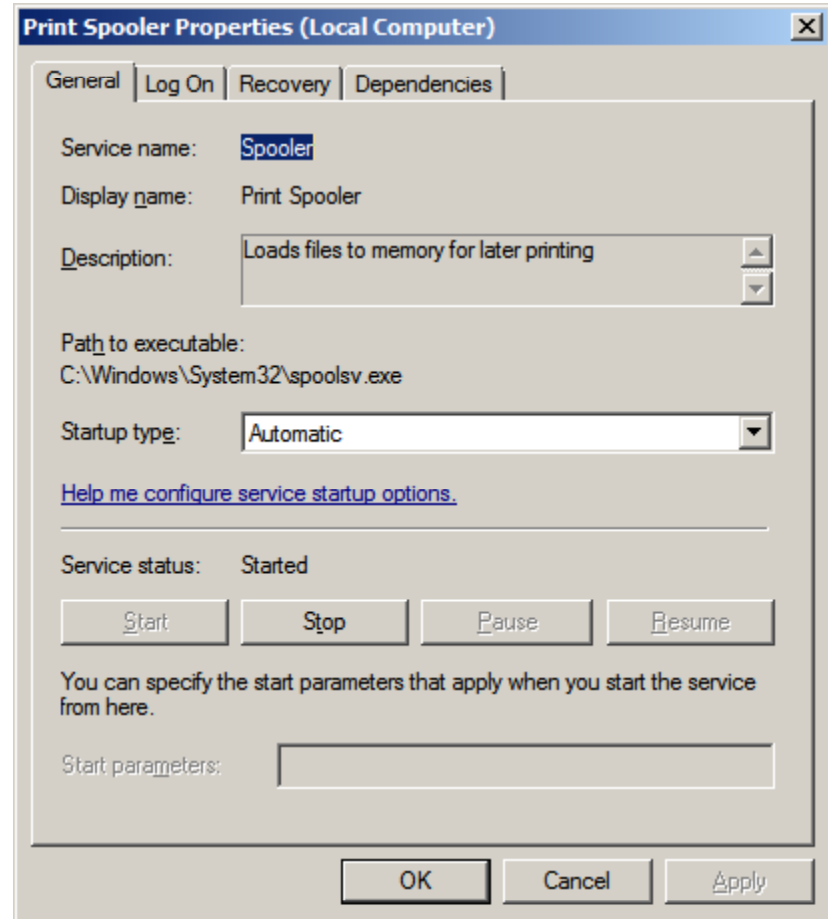 Print Spooler Properties (Local Computer)
General Log On Recovery Dependencies
Service name: Spooler
Display name: Print Spooler
Description: Loads files to memory for later printing
Path to executable:
C:\Windows\System32\spoolsv.exe
Startup type: Automatic
Help me configure service startup options.
Service status: Started
Start Stop Pause Resume
You can specify the start parameters that apply when you start the service
from here.
Start parameters:
OK Cancel Apply